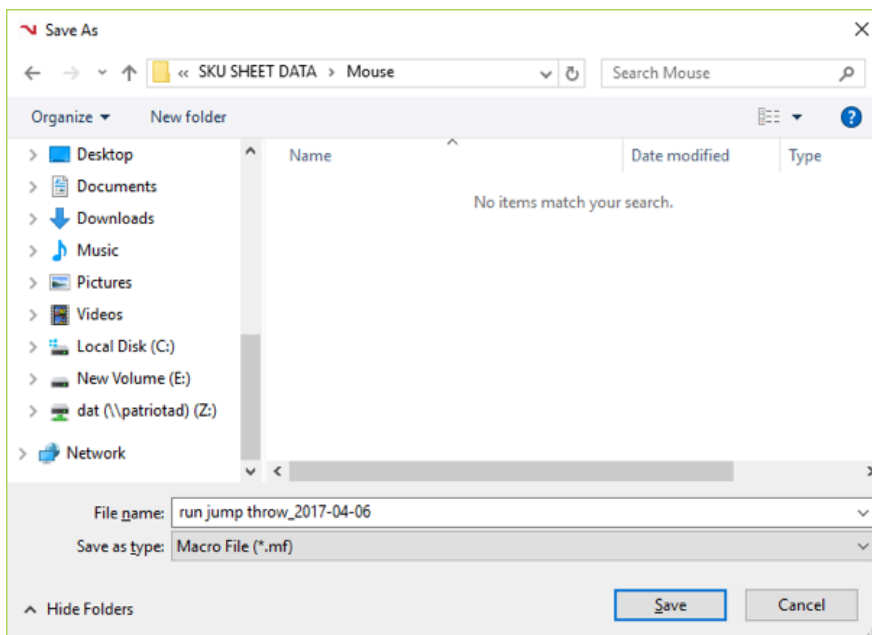 Save As
« SKU SHEET DATA > Mouse
Search Mouse
Organize
New folder
Name
Date modified
Type
Desktop
Documents
Downloads
Music
Pictures
Videos
Local Disk (C:)
New Volume (E:)
dat (\\patriotad) (Z:)
Network
No items match your search.
File name: run jump throw_2017-04-06
Save as type: Macro File (*.mf)
Hide Folders
Save
Cancel